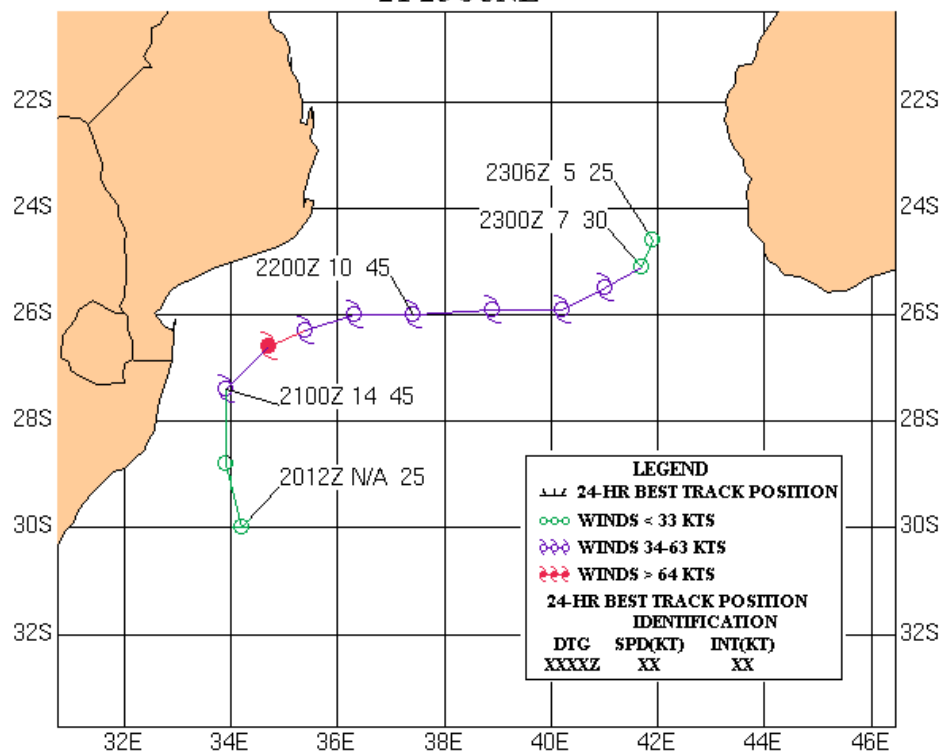 22S 22S
2306Z 5 25
24S 24S
2300Z 7 30
2200Z 10 45
26S 26S
2100Z 14 45
28S 28S
LEGEND
24-HR BEST TRACK POSITION
2012Z N/A 25
WINDS < 33 KTS
30S 30S
WINDS 34-63 KTS
WINDS > 64 KTS
24-HR BEST TRACK POSITION
IDENTIFICATION
32S 32S
DTG SPD(KT) INT(KT)
XXXXZ XX XX
32E 34E 36E 38E 40E 42E 44E 46E